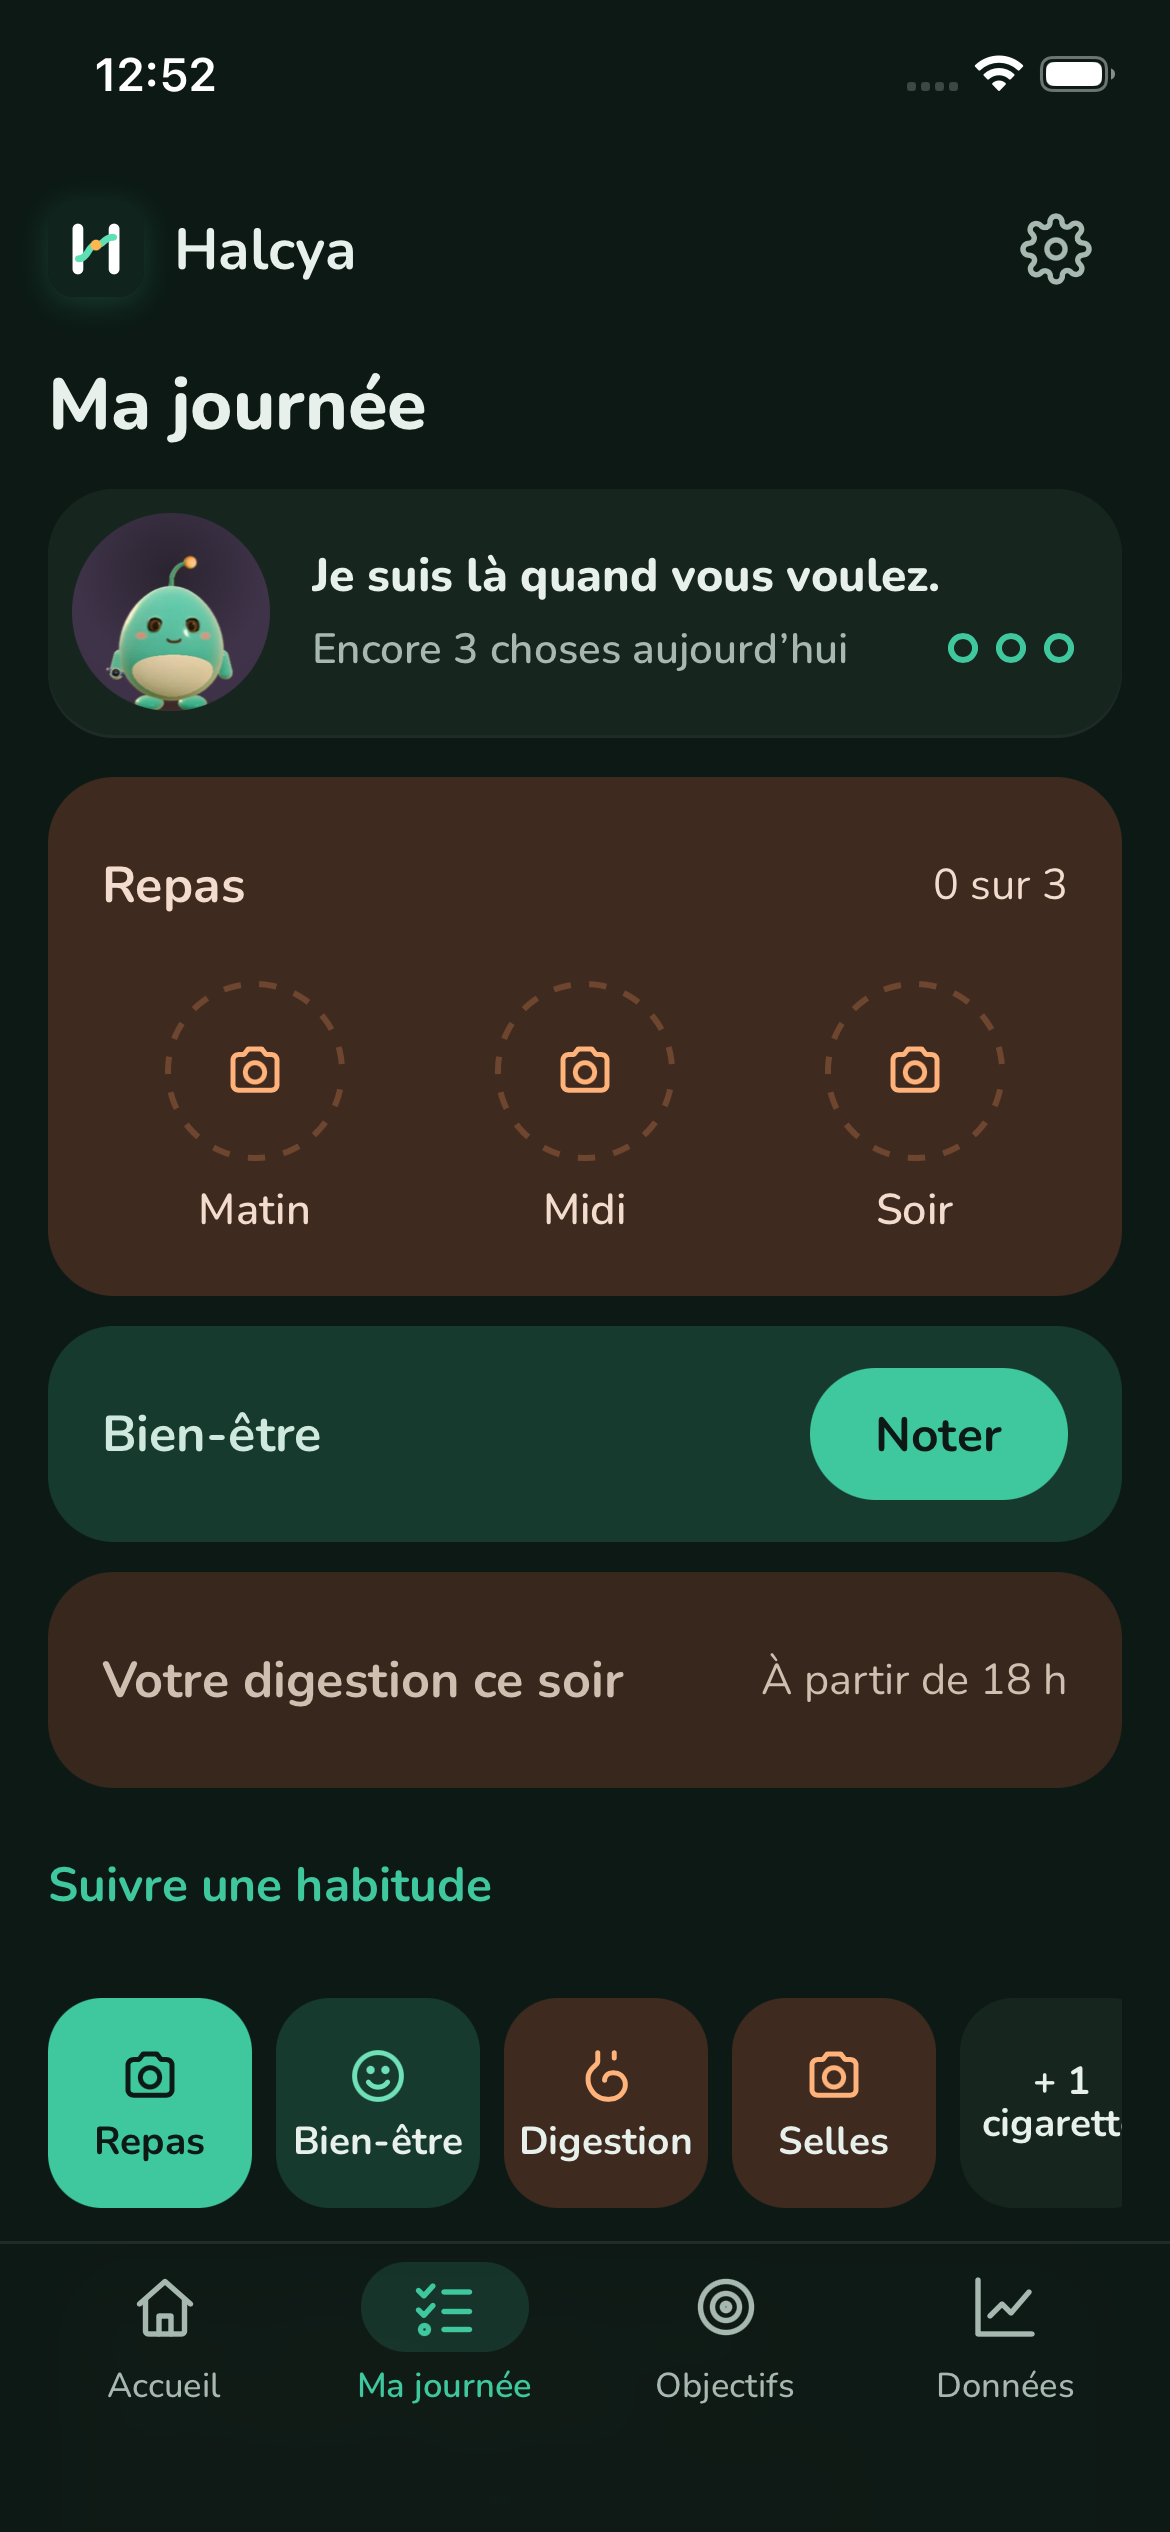 12:52
Halcya
Ma journée
Je suis là quand vous voulez.
Encore 3 choses aujourd’hui
Repas
0 sur 3
Matin
Midi
Soir
Bien-être
Noter
Votre digestion ce soir
À partir de 18 h
Suivre une habitude
Repas
Bien-être
Digestion
Selles
+ 1
cigarett
Accueil
Ma journée
Objectifs
Données